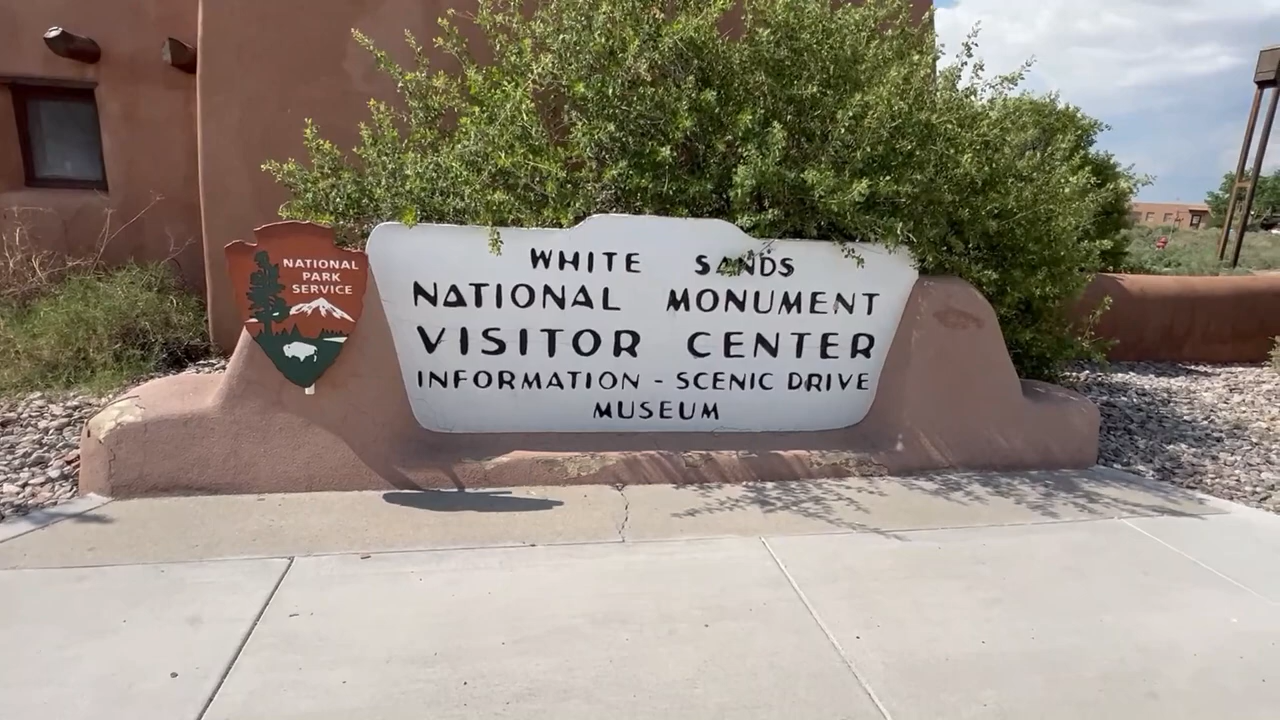 NATIONAL
PARK
SERVICE
WHITE SANDS
NATIONAL MONUMENT
VISITOR CENTER
INFORMATION - SCENIC DRIVE
MUSEUM